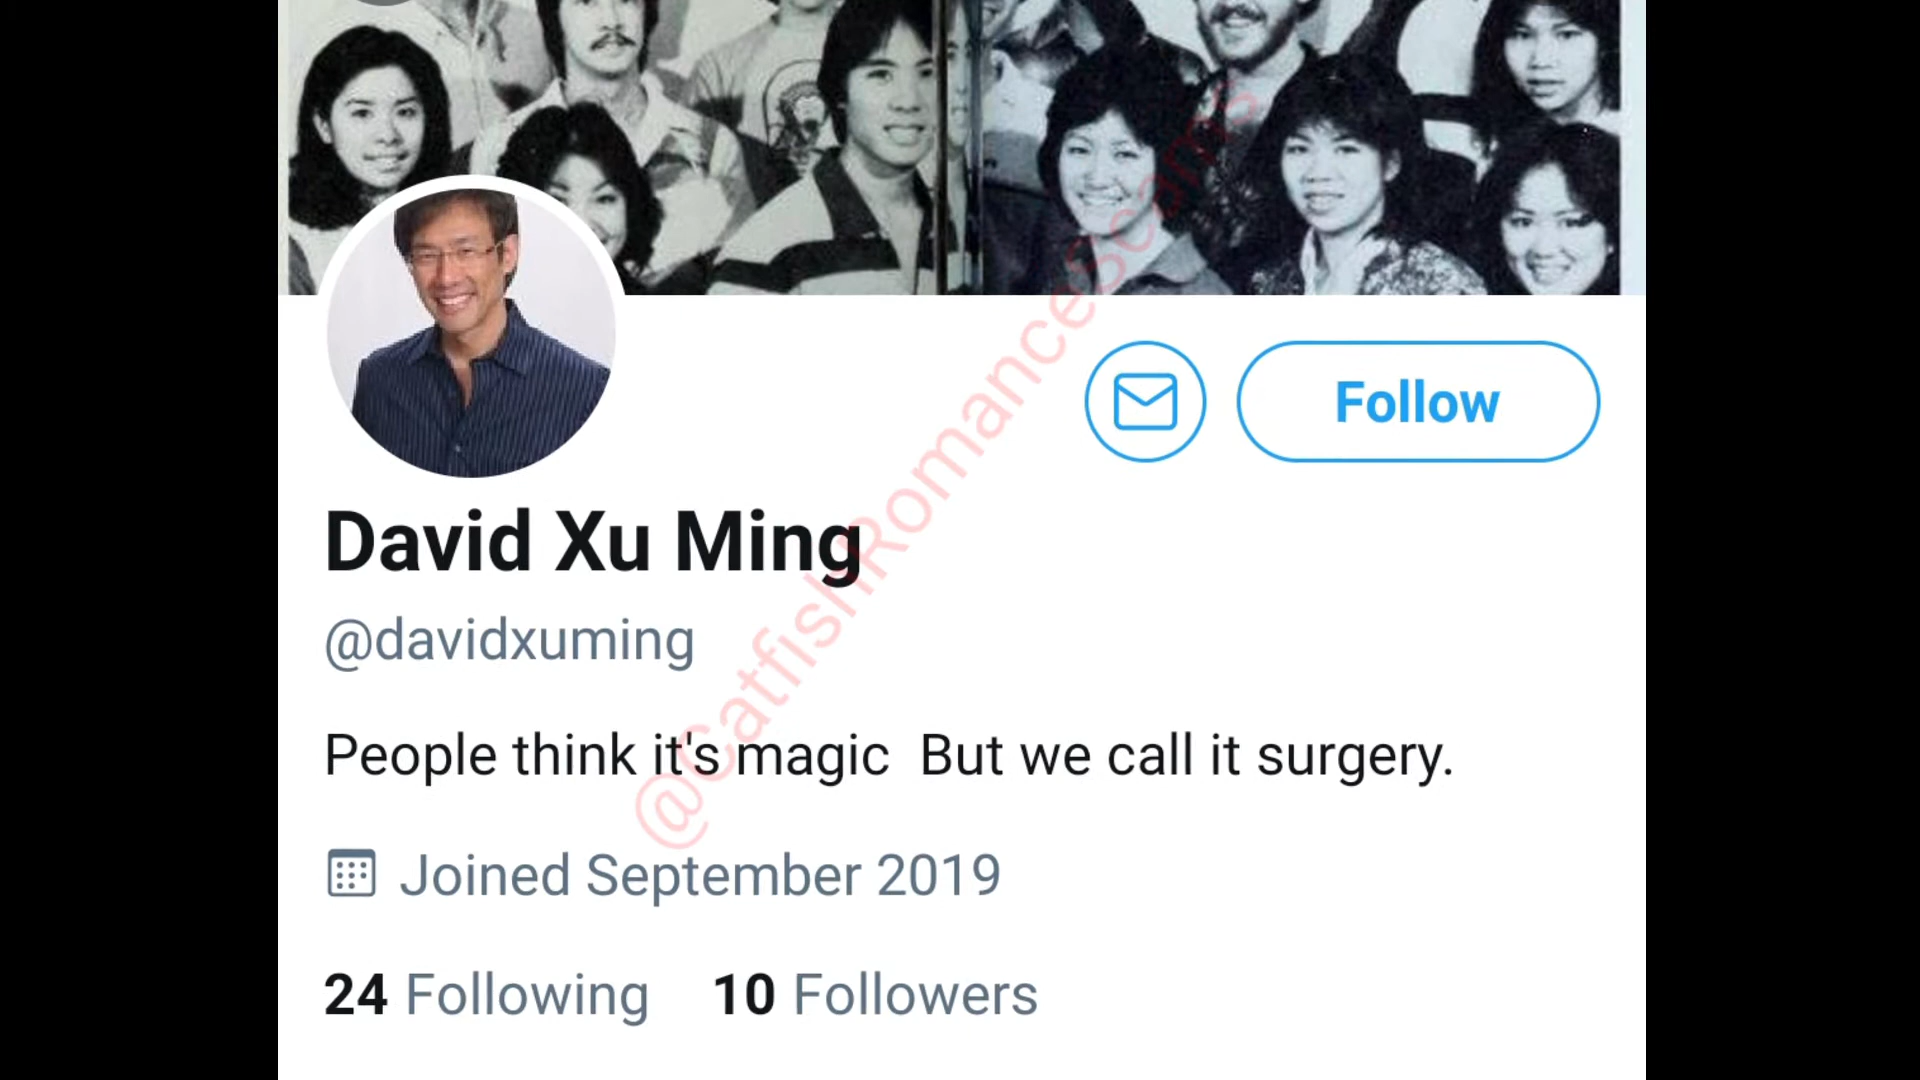 Follow
David Xu Ming
@davidxuming
People think it's magic  But we call it surgery.
Joined September 2019
24 Following 10 Followers
@CatfishRomanceScams